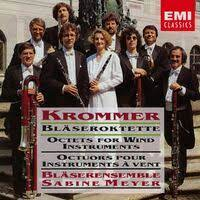 EMI
CLASSICS
KROMMER
BLÄSEROKTETTE
OCTETS FOR WIND
INSTRUMENTS
OCTUORS POUR
INSTRUMENTS À VENT
BLÄSERENSEMBLE
SABINE MEYER